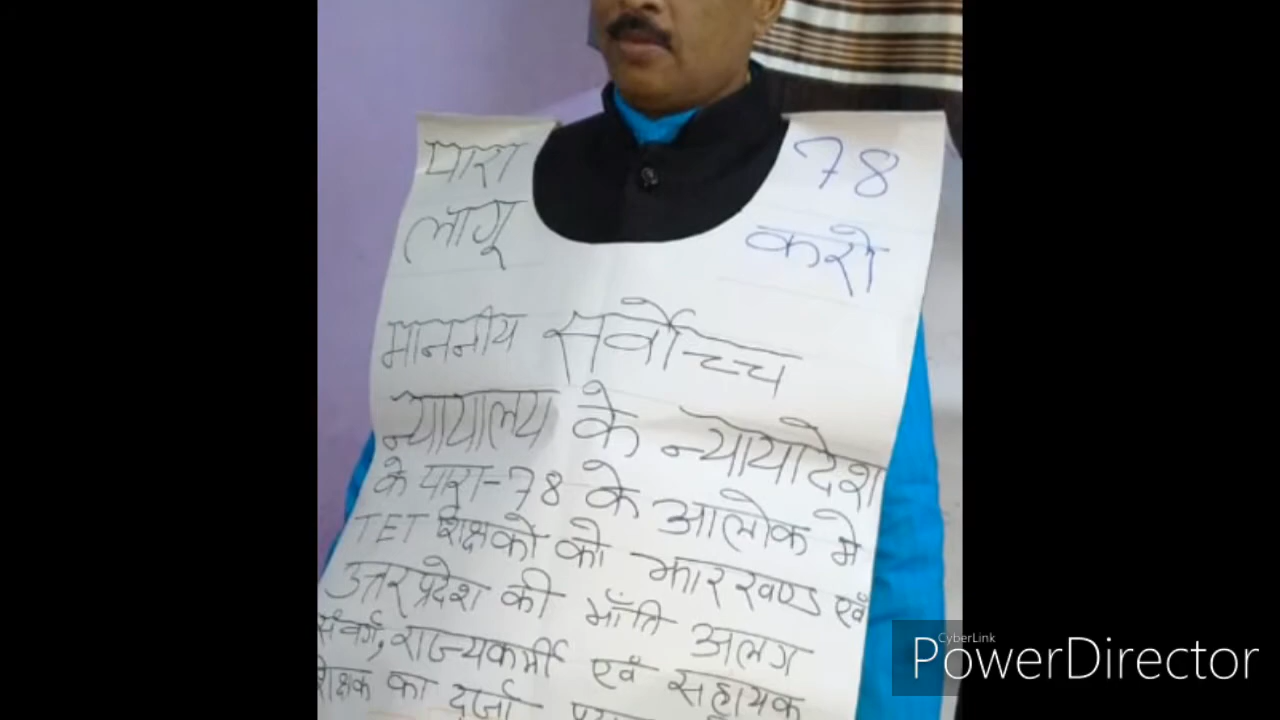 पारा 78
लागू करो
माननीय सर्वोच्च
न्यायालय के न्यायादेश
के पारा-78 के आलोक मे
TET शिक्षकों को झारखण्ड एवं
उत्तरप्रदेश की भाँति अलग
संवर्ग, राज्यकर्मी एवं सहायक
शिक्षक का दर्जा
CyberLink
PowerDirector